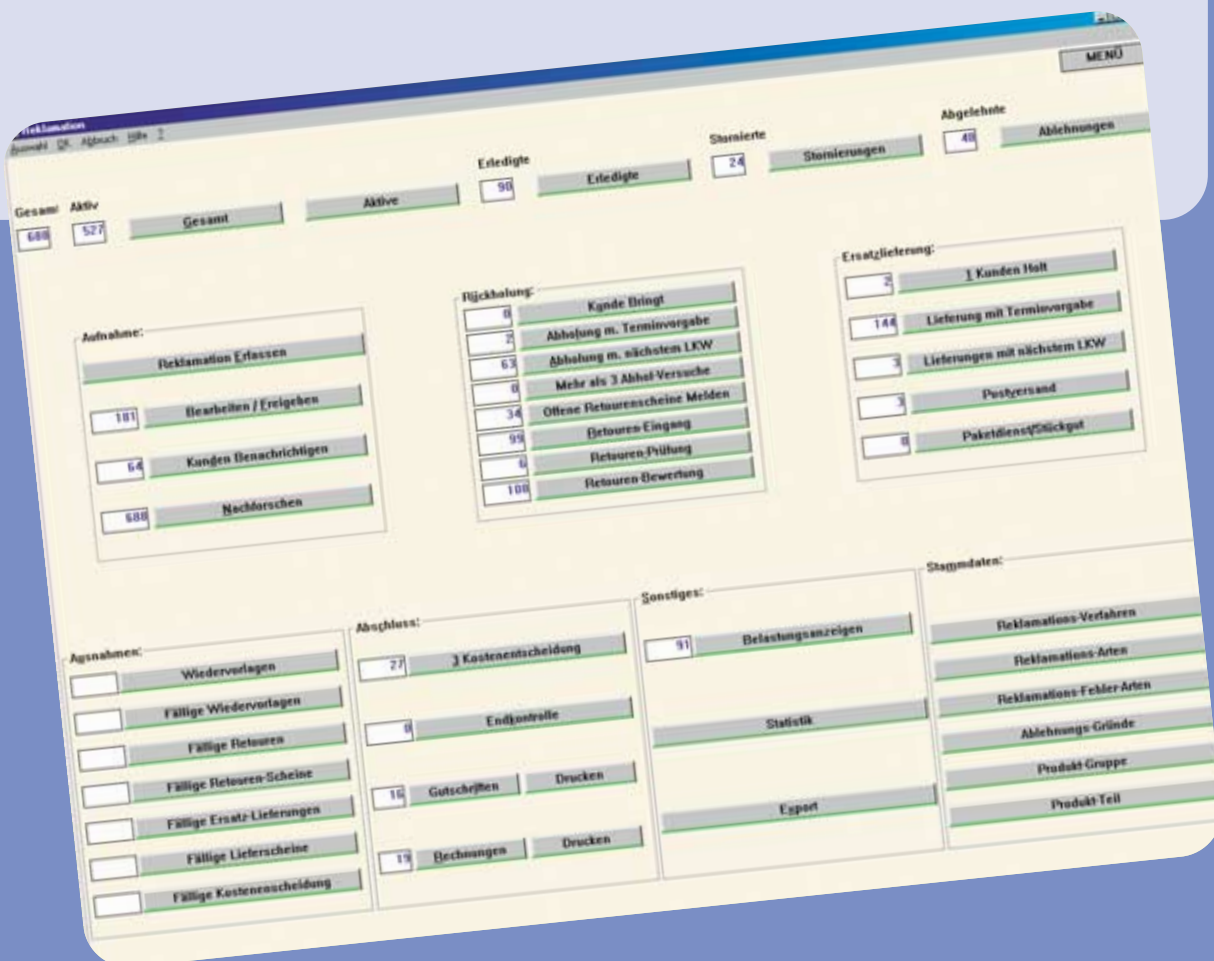 Reklamation
Auswahl OK Abbruch Hilfe ?
MENÜ
Gesamt Aktiv Erledigte Stornierte Abgelehnte
688 527 Gesamt Aktive 90 Erledigte 24 Stornierungen 48 Ablehnungen
Aufnahme:
Reklamation Erfassen
181 Bearbeiten / Freigeben
64 Kunden Benachrichtigen
688 Nachforschen
Rückholung:
0 Kunde Bringt
2 Abholung m. Terminvorgabe
63 Abholung m. nächstem LKW
0 Mehr als 3 Abhol-Versuche
34 Offene Retourenscheine Melden
99 Retouren-Eingang
6 Retouren-Prüfung
108 Retouren-Bewertung
Ersatzlieferung:
2 1 Kunden Holt
144 Lieferung mit Terminvorgabe
3 Lieferungen mit nächstem LKW
3 Postversand
0 Paketdienst/Stückgut
Ausnahmen:
Wiedervorlagen
Fällige Wiedervorlagen
Fällige Retouren
Fällige Retouren-Scheine
Fällige Ersatz-Lieferungen
Fällige Lieferscheine
Fällige Kostenenscheidung
Abschluss:
27 3 Kostenentscheidung
0 Endkontrolle
16 Gutschriften Drucken
19 Rechnungen Drucken
Sonstiges:
91 Belastungsanzeigen
Statistik
Export
Stammdaten:
Reklamations-Verfahren
Reklamations-Arten
Reklamations-Fehler-Arten
Ablehnungs-Gründe
Produkt-Gruppe
Produkt-Teil